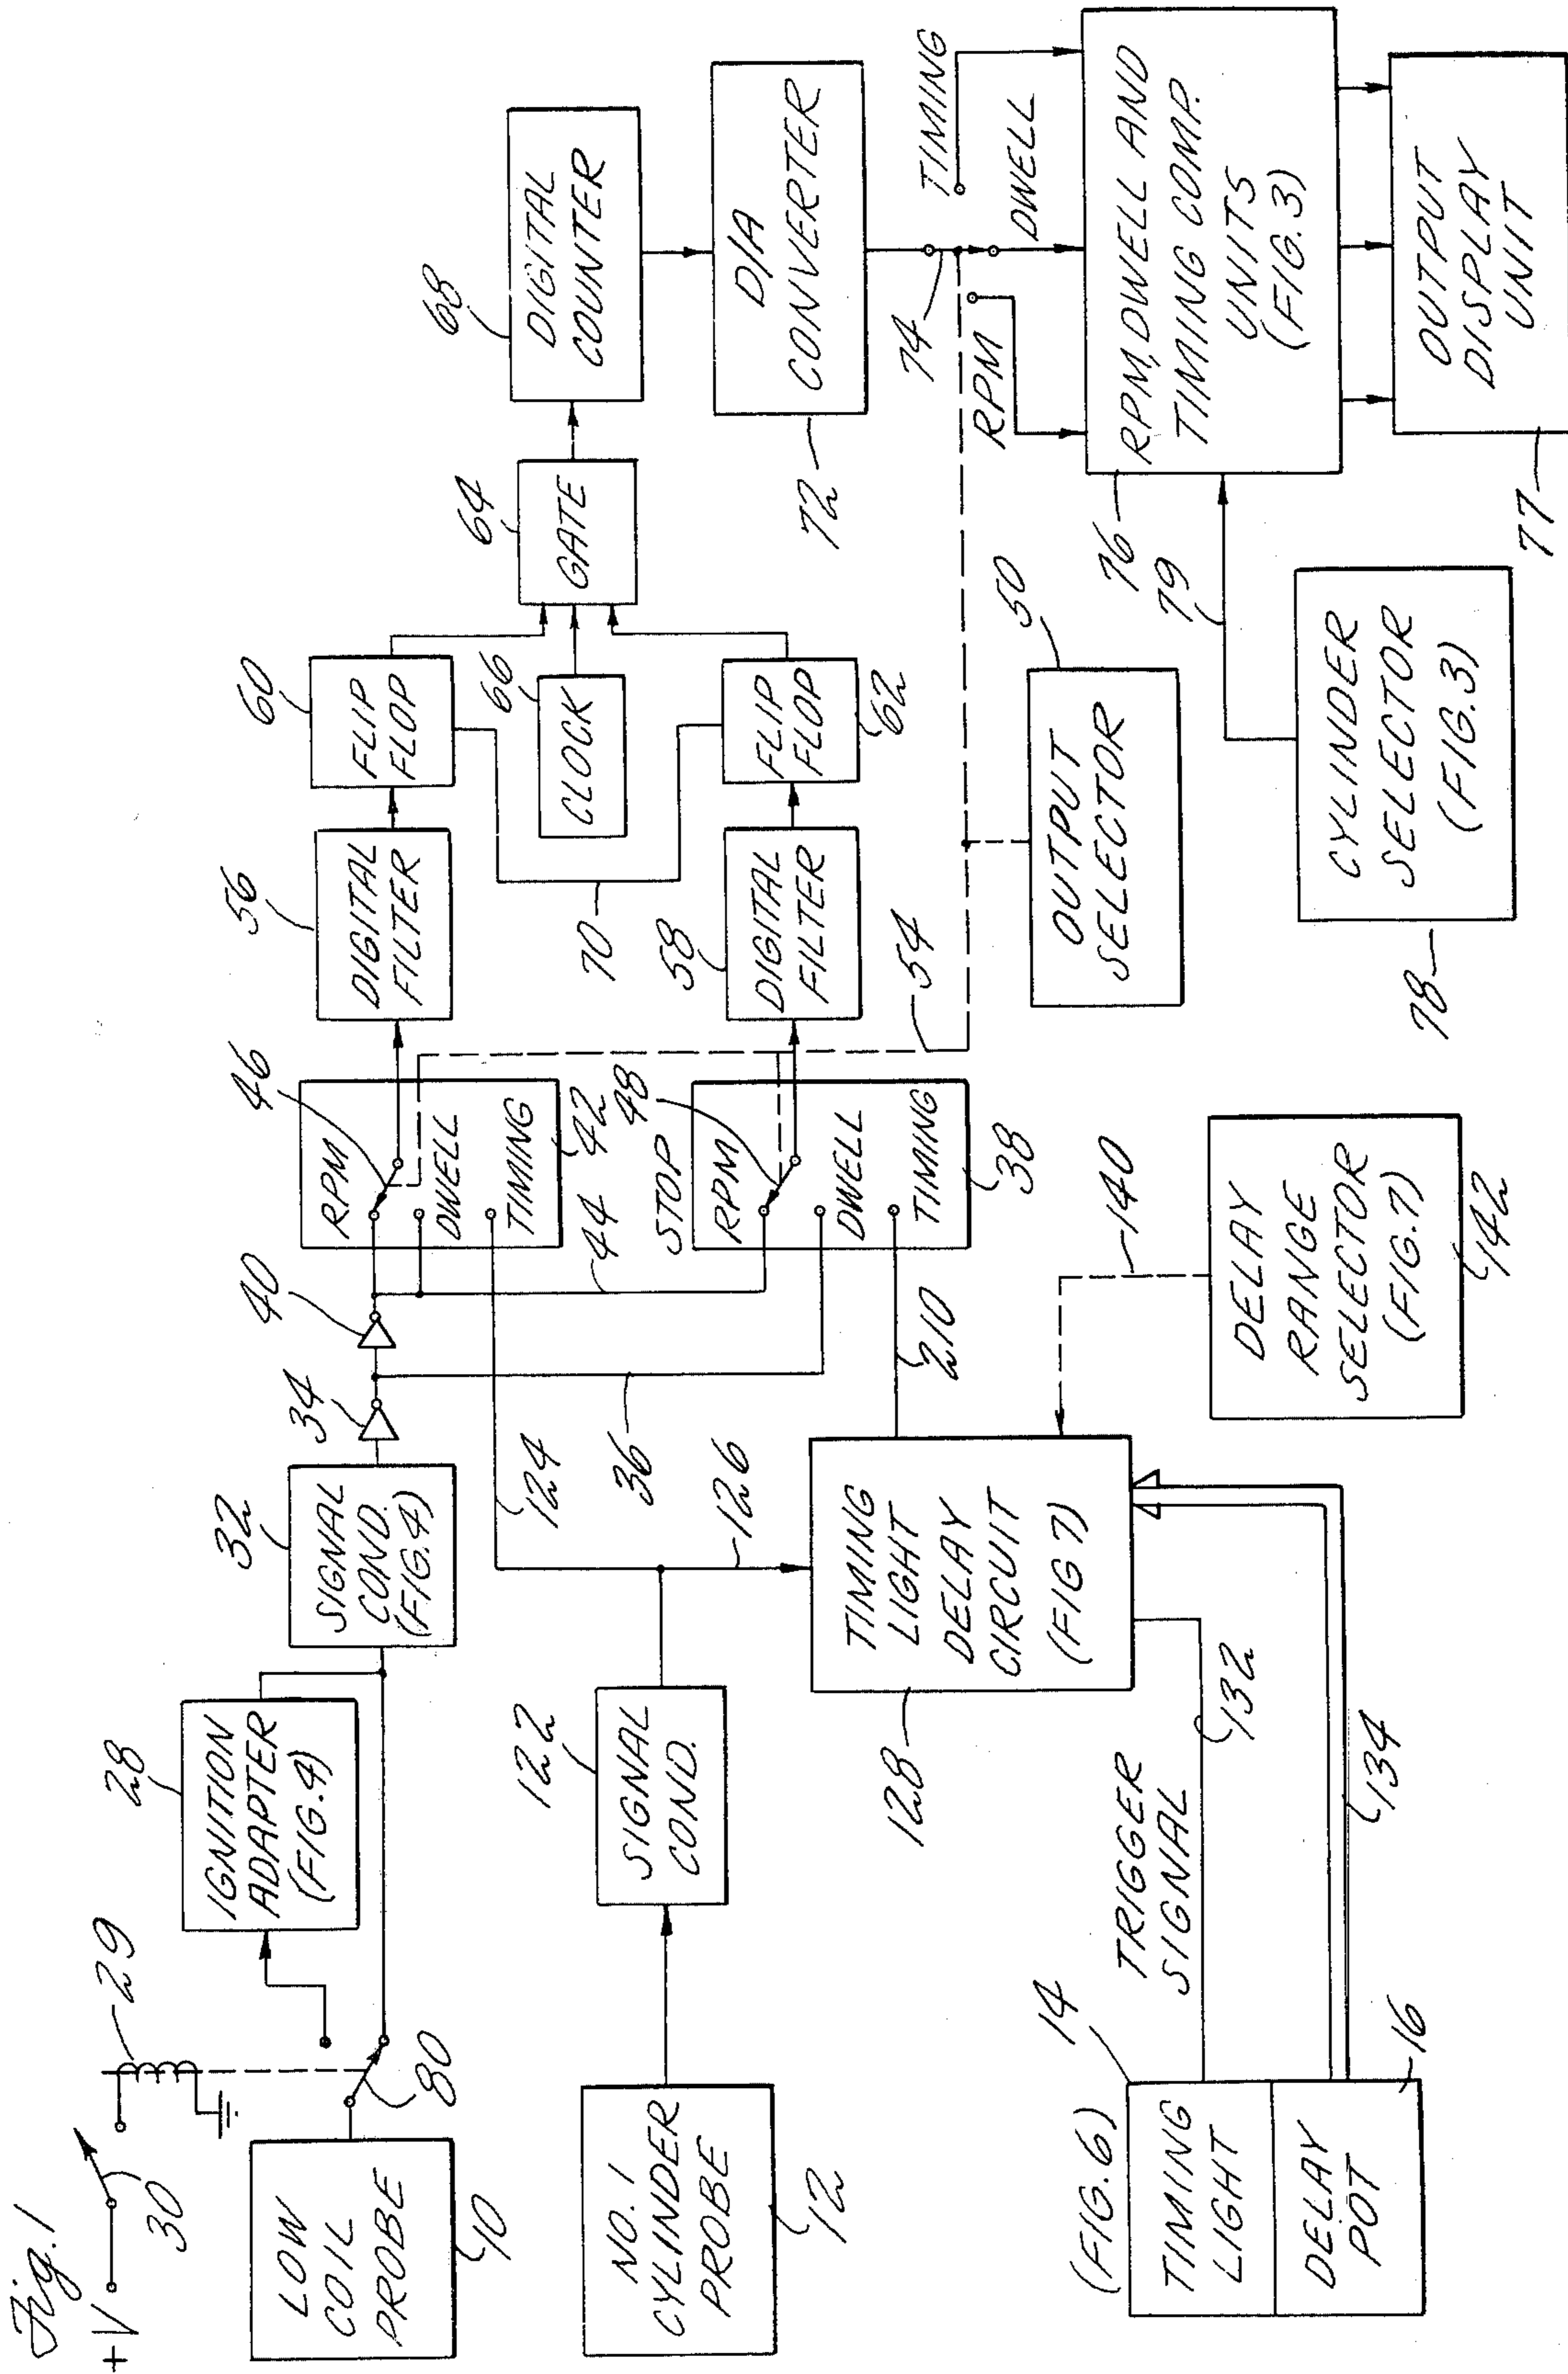 Fig. 1
+V
30
29
LOW
COIL
PROBE
10
80
IGNITION
ADAPTER
(FIG.4)
28
SIGNAL
COND.
(FIG.4)
32
34
40
36
44
RPM
DWELL
TIMING
46
42
STOP
48
RPM
DWELL
TIMING
38
DIGITAL
FILTER
56
DIGITAL
FILTER
58
54
FLIP
FLOP
60
FLIP
FLOP
62
70
CLOCK
66
GATE
64
DIGITAL
COUNTER
68
D/A
CONVERTER
72
74
RPM
DWELL
TIMING
RPM, DWELL AND
TIMING COMP.
UNITS
(FIG.3)
76
79
OUTPUT
DISPLAY
UNIT
77
OUTPUT
SELECTOR
50
CYLINDER
SELECTOR
(FIG.3)
78
NO. 1
CYLINDER
PROBE
12
SIGNAL
COND.
122
124
126
TIMING
LIGHT
DELAY
CIRCUIT
(FIG 7)
128
210
140
DELAY
RANGE
SELECTOR
(FIG.7)
142
(FIG.6)
14
TIMING
LIGHT
DELAY
POT
16
TRIGGER
SIGNAL
132
134